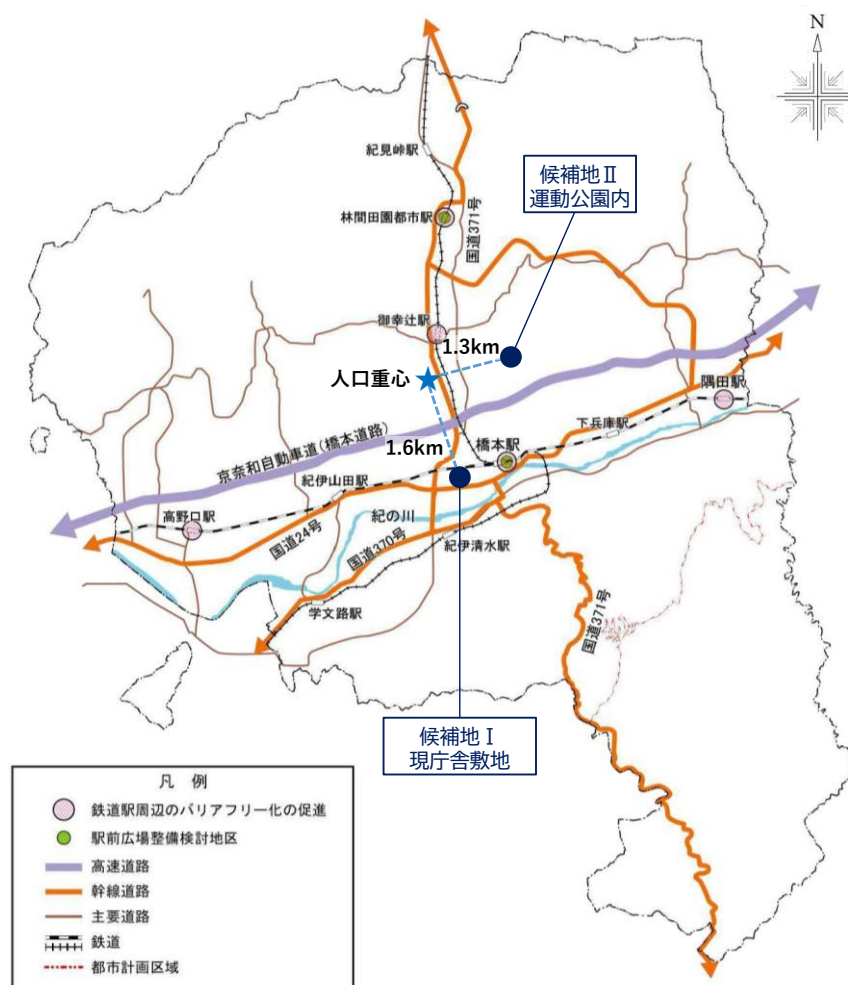 N
紀見峠駅
候補地Ⅱ
運動公園内
林間田園都市駅
国道371号
御幸辻駅
1.3km
人口重心
隅田駅
下兵庫駅
1.6km
橋本駅
京奈和自動車道(橋本道路)
紀伊山田駅
高野口駅
紀の川
国道24号
国道370号
紀伊清水駅
学文路駅
国道371号
候補地Ⅰ
現庁舎敷地
凡 例
鉄道駅周辺のバリアフリー化の促進
駅前広場整備検討地区
高速道路
幹線道路
主要道路
鉄道
都市計画区域